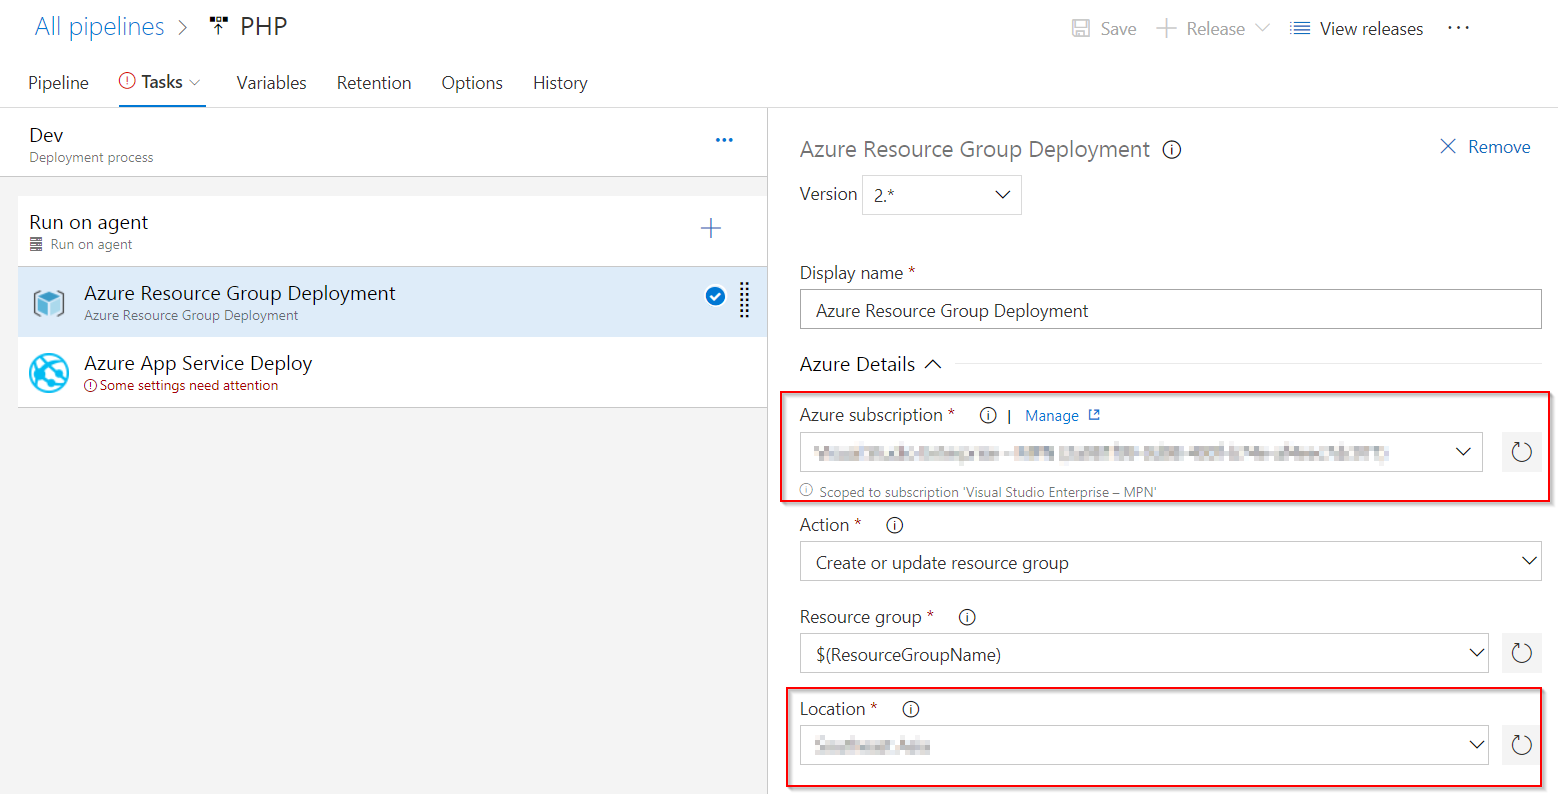 All pipelines > PHP
Save + Release View releases ...
Pipeline Tasks Variables Retention Options History
Dev
Deployment process
Run on agent
Run on agent
Azure Resource Group Deployment
Azure Resource Group Deployment
Azure App Service Deploy
Some settings need attention
Azure Resource Group Deployment
Remove
Version 2.*
Display name *
Azure Resource Group Deployment
Azure Details
Azure subscription * | Manage
Scoped to subscription 'Visual Studio Enterprise – MPN'
Action *
Create or update resource group
Resource group *
$(ResourceGroupName)
Location *